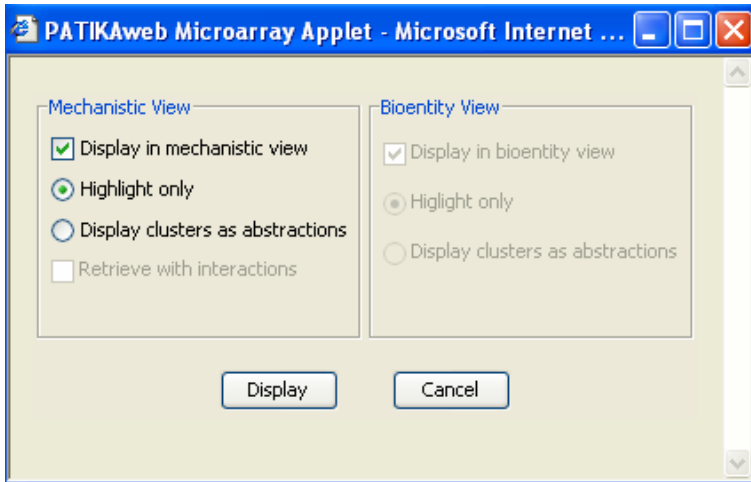 PATIKAweb Microarray Applet - Microsoft Internet ...
Mechanistic View
Display in mechanistic view
Highlight only
Display clusters as abstractions
Retrieve with interactions
Bioentity View
Display in bioentity view
Higlight only
Display clusters as abstractions
Display
Cancel